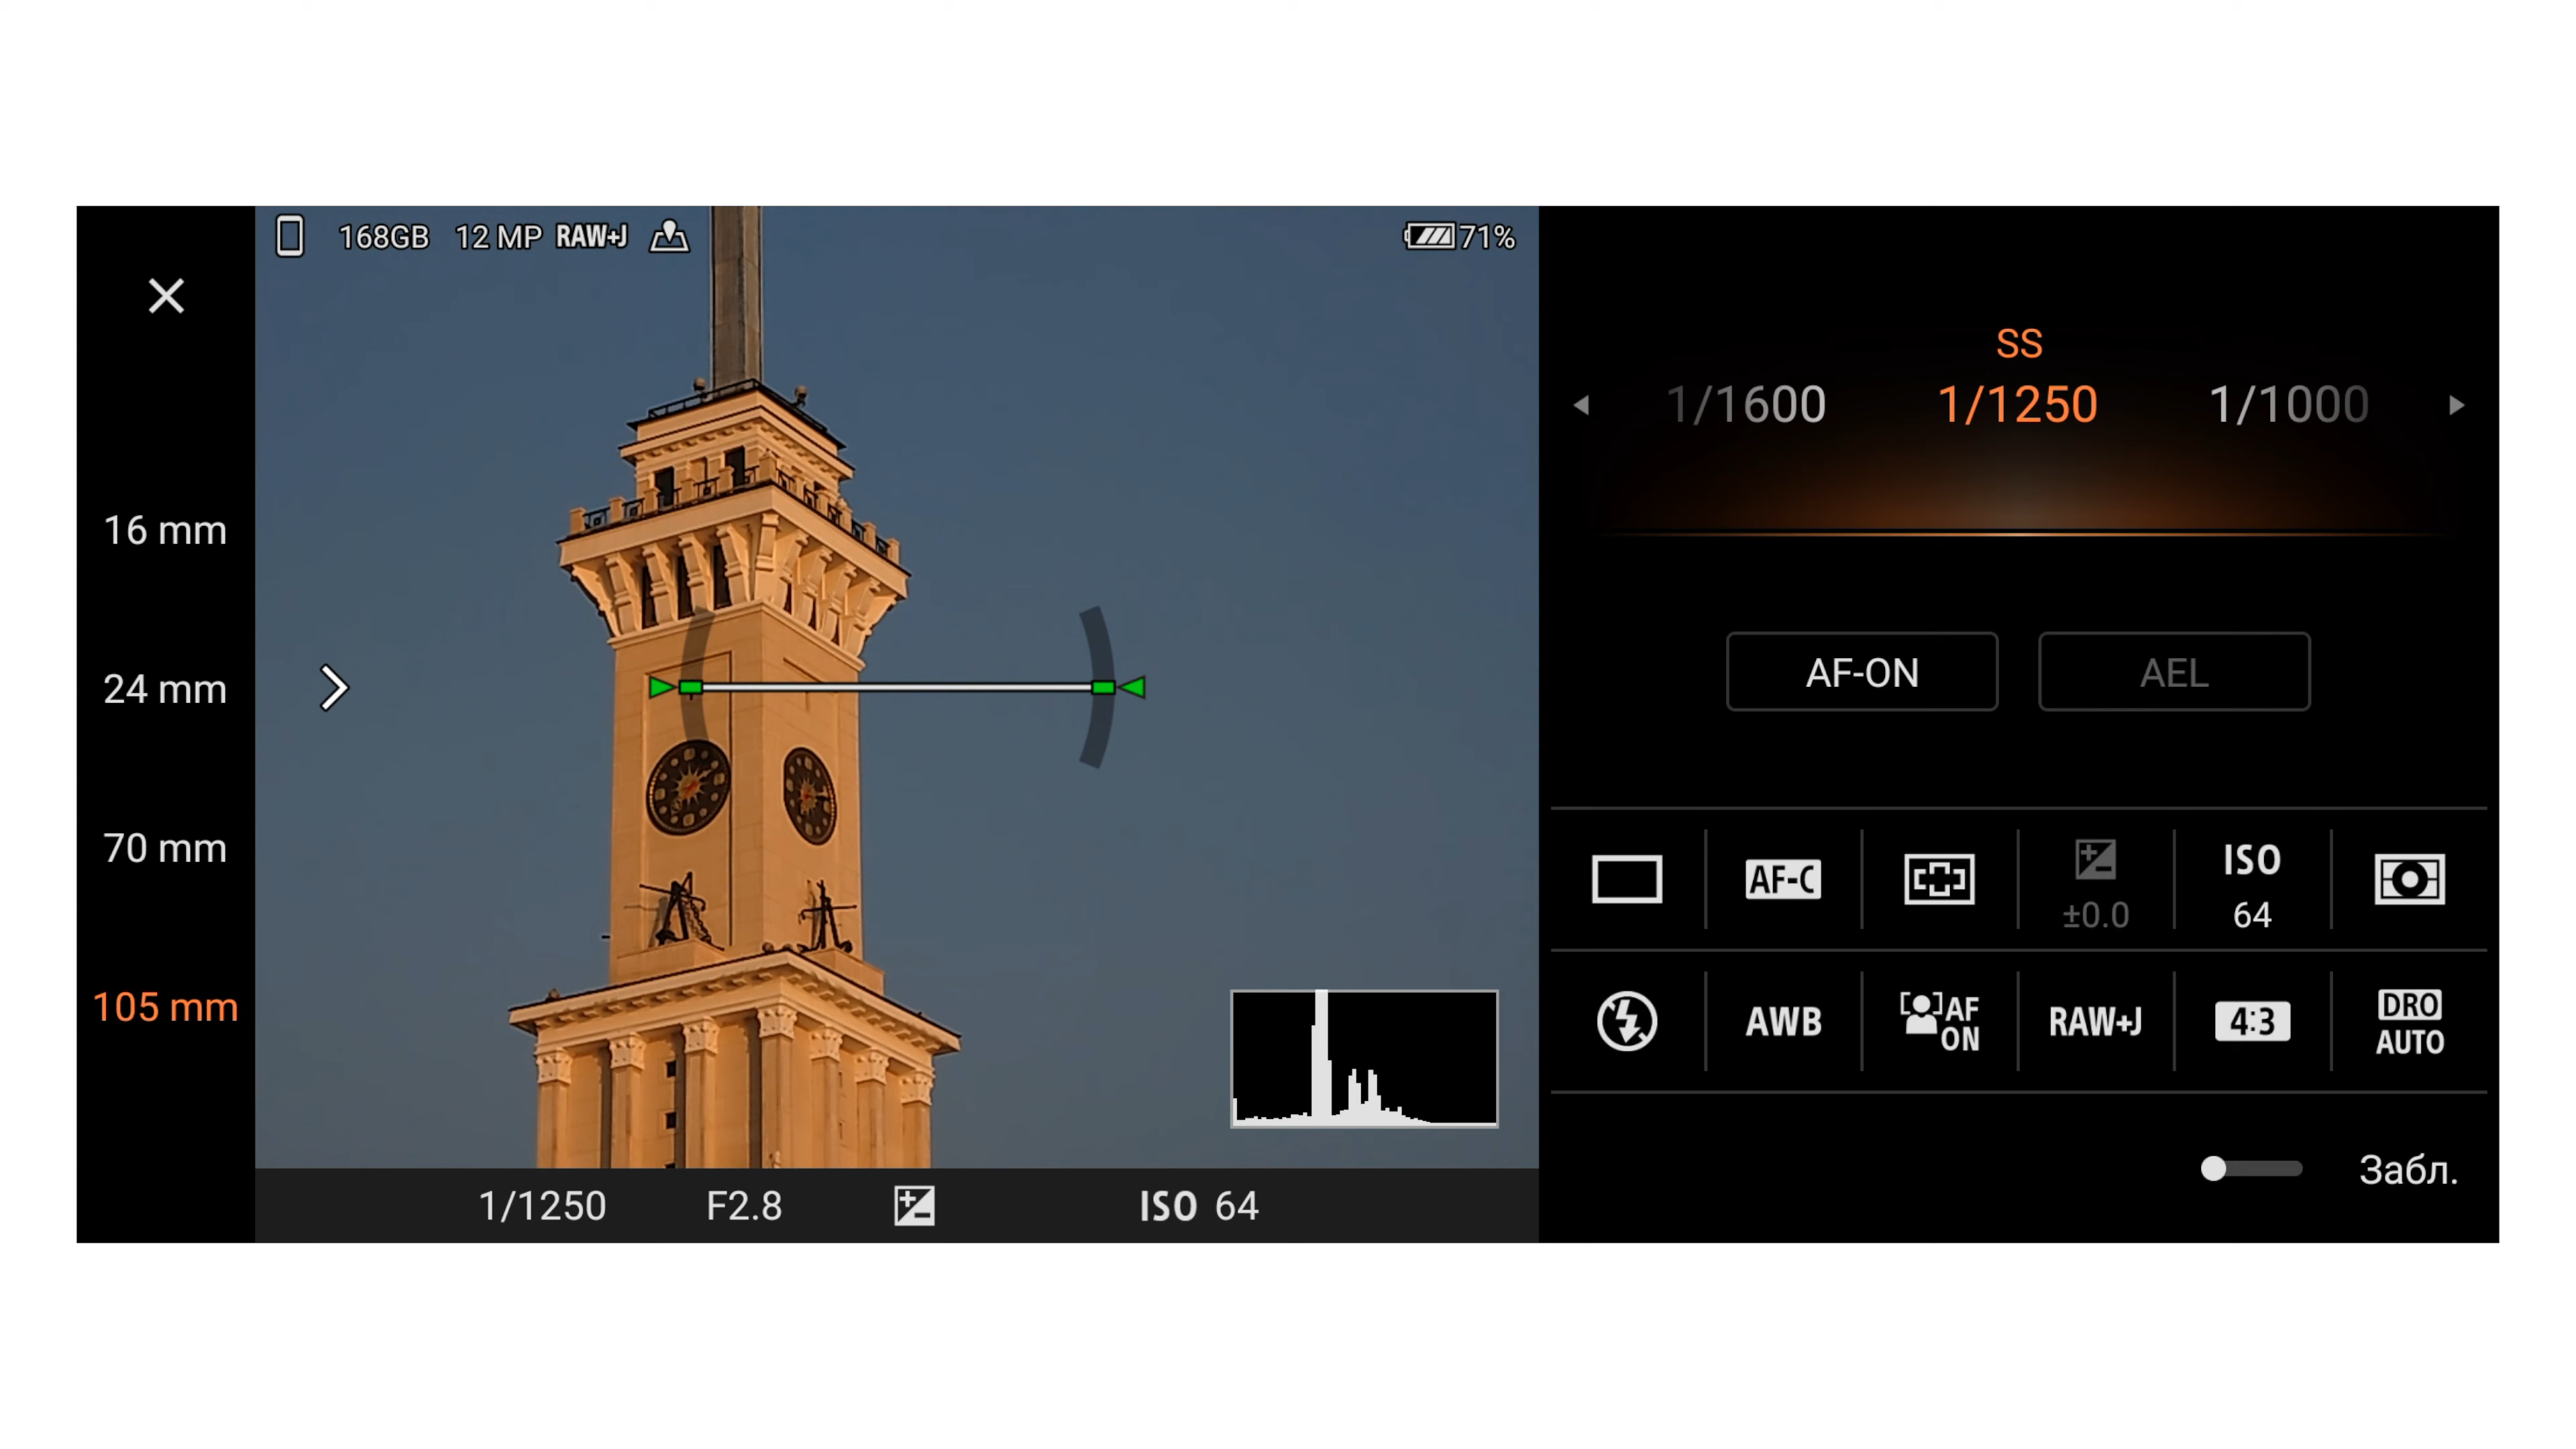 168GB 12 MP RAW+J 71%
16 mm
24 mm
70 mm
105 mm
1/1250 F2.8 ISO 64
SS
1/1600 1/1250 1/1000
AF-ON AEL
AF-C ±0.0 ISO 64
AWB AF ON RAW+J 4:3 DRO AUTO
Забл.